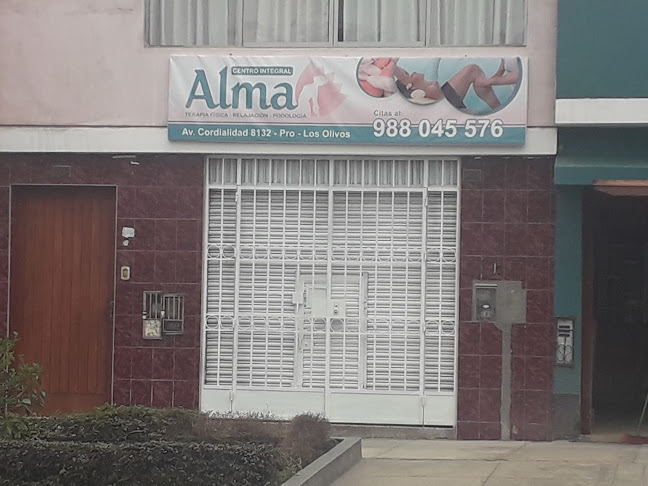 CENTRO INTEGRAL
Alma
TERAPIA FÍSICA - RELAJACIÓN - PODOLOGÍA
Citas al:
988 045 576
Av. Cordialidad 8132 - Pro - Los Olivos